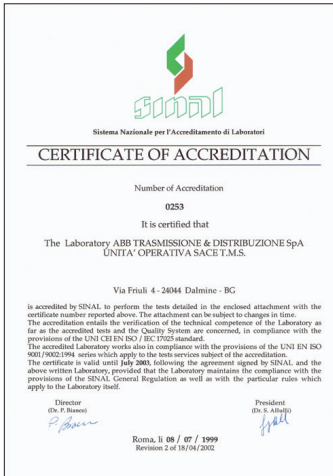 sinal
Sistema Nazionale per l'Accreditamento di Laboratori
CERTIFICATE OF ACCREDITATION
Number of Accreditation
0253
It is certified that
The Laboratory ABB TRASMISSIONE & DISTRIBUZIONE SpA
UNITA' OPERATIVA SACE T.M.S.
Via Friuli 4 - 24044 Dalmine - BG
is accredited by SINAL to perform the tests detailed in the enclosed attachment with the
certificate number reported above. The attachment can be subject to changes in time.
The accreditation entails the verification of the technical competence of the Laboratory as
far as the accredited tests and the Quality System are concerned, in compliance with the
provisions of the UNI CEI EN ISO / IEC 17025 standard.
The accredited Laboratory works also in compliance with the provisions of the UNI EN ISO
9001/9002:1994 series which apply to the tests services subject of the accreditation.
The certificate is valid until July 2003, following the agreement signed by SINAL and the
above written Laboratory, provided that the Laboratory maintains the compliance with the
provisions of the SINAL General Regulation as well as with the particular rules which
apply to the Laboratory itself.
Director
(Dr. P. Bianco)
P. Bianco
President
(Dr. S. Allulli)
Roma, li 08 / 07 / 1999
Revision 2 of 18/04/2002